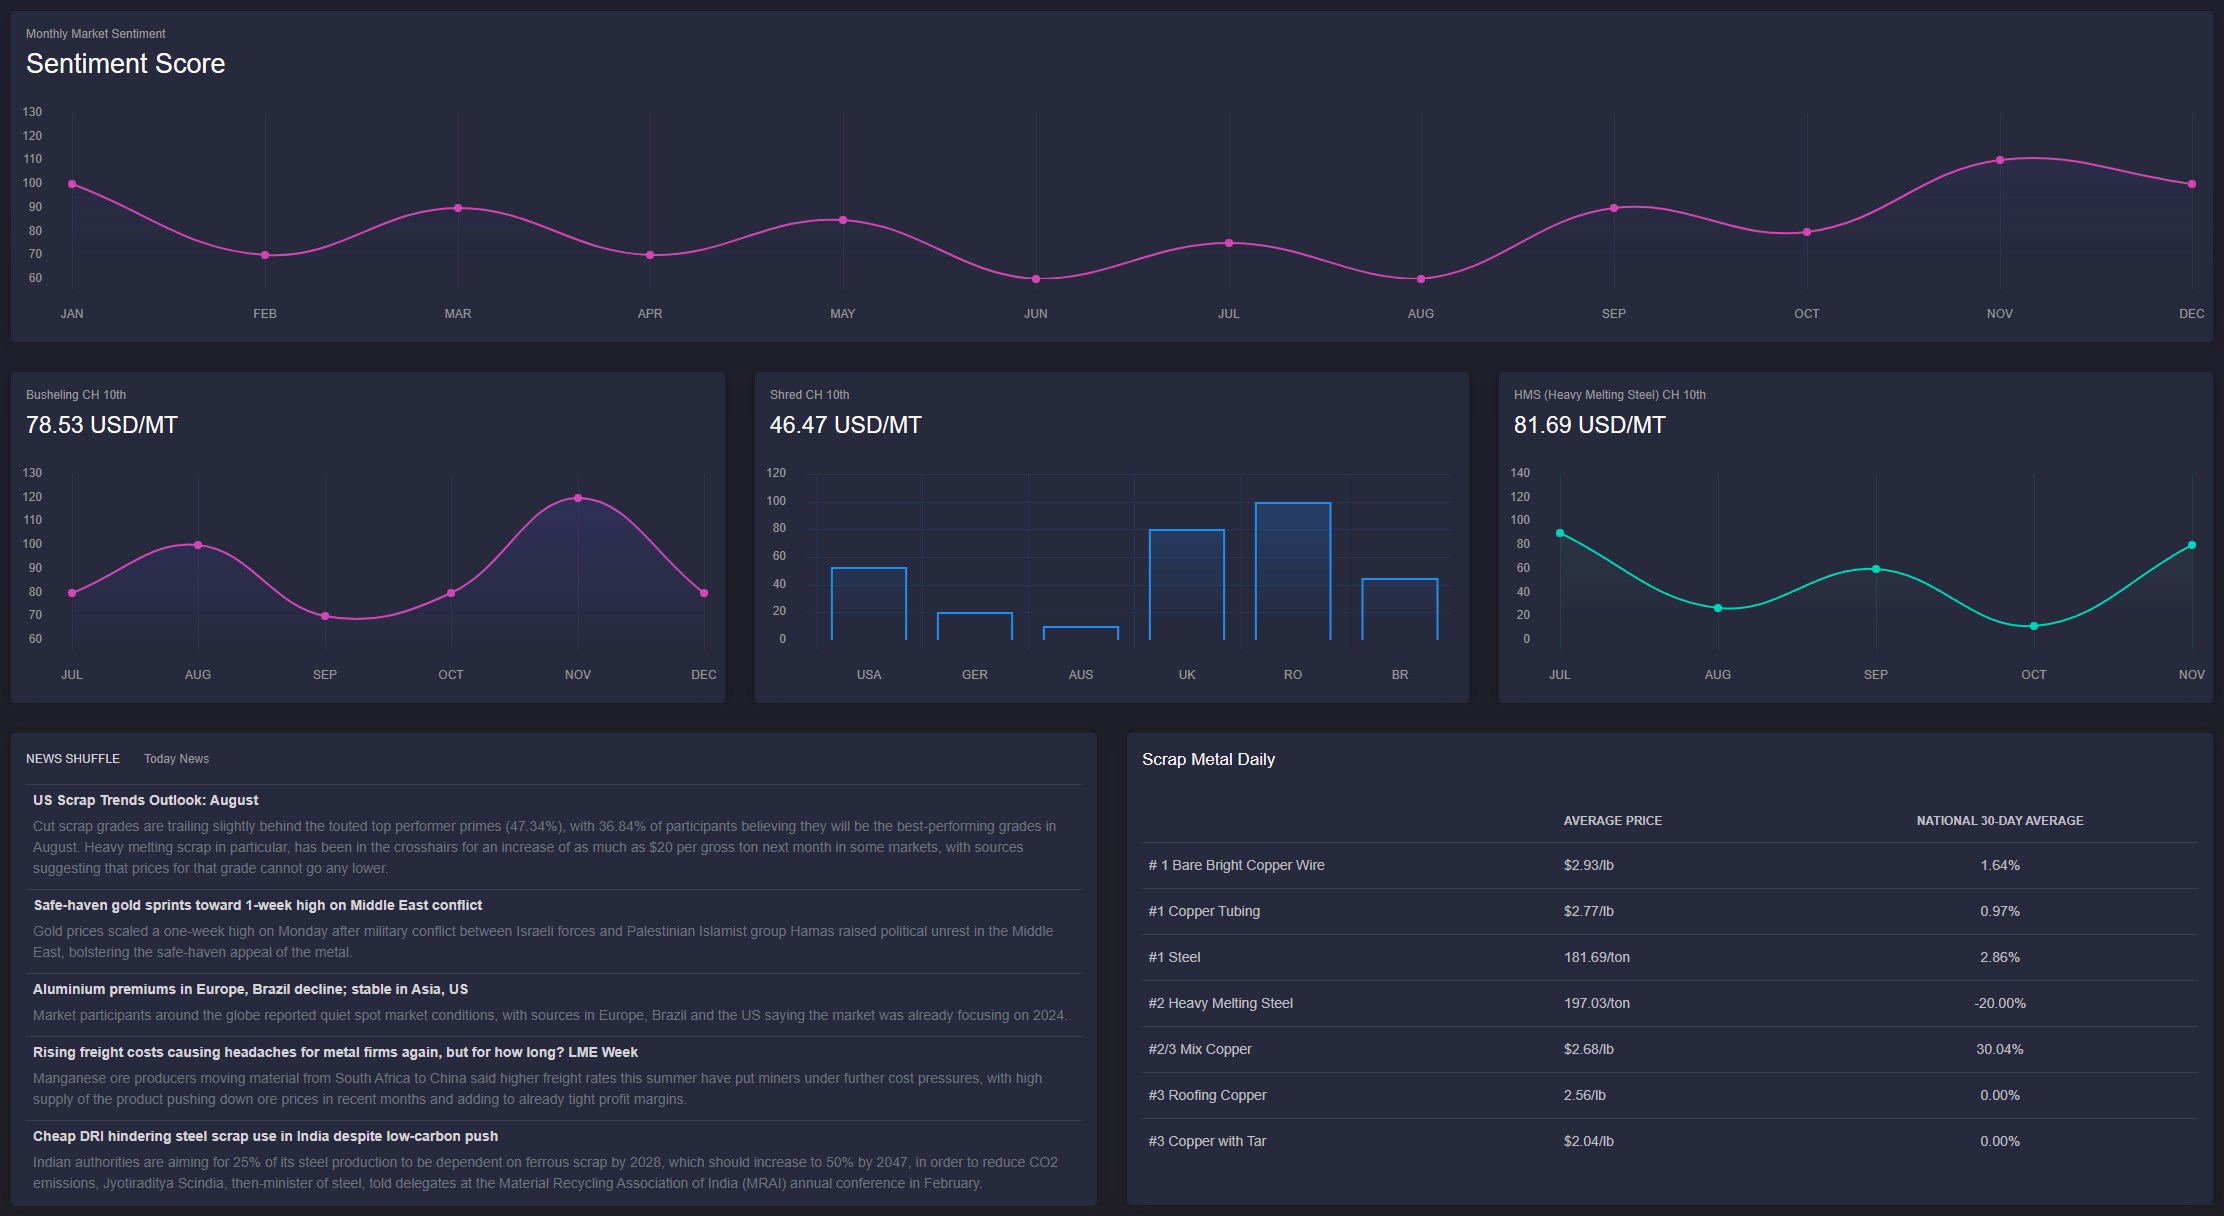 Monthly Market Sentiment
Sentiment Score
130
120
110
100
90
80
70
60
JAN FEB MAR APR MAY JUN JUL AUG SEP OCT NOV DEC
Busheling CH 10th
78.53 USD/MT
130
120
110
100
90
80
70
60
JUL AUG SEP OCT NOV DEC
Shred CH 10th
46.47 USD/MT
120
100
80
60
40
20
0
USA GER AUS UK RO BR
HMS (Heavy Melting Steel) CH 10th
81.69 USD/MT
140
120
100
80
60
40
20
0
JUL AUG SEP OCT NOV
NEWS SHUFFLE Today News
US Scrap Trends Outlook: August
Cut scrap grades are trailing slightly behind the touted top performer primes (47.34%), with 36.84% of participants believing they will be the best-performing grades in
August. Heavy melting scrap in particular, has been in the crosshairs for an increase of as much as $20 per gross ton next month in some markets, with sources
suggesting that prices for that grade cannot go any lower.
Safe-haven gold sprints toward 1-week high on Middle East conflict
Gold prices scaled a one-week high on Monday after military conflict between Israeli forces and Palestinian Islamist group Hamas raised political unrest in the Middle
East, bolstering the safe-haven appeal of the metal.
Aluminium premiums in Europe, Brazil decline; stable in Asia, US
Market participants around the globe reported quiet spot market conditions, with sources in Europe, Brazil and the US saying the market was already focusing on 2024.
Rising freight costs causing headaches for metal firms again, but for how long? LME Week
Manganese ore producers moving material from South Africa to China said higher freight rates this summer have put miners under further cost pressures, with high
supply of the product pushing down ore prices in recent months and adding to already tight profit margins.
Cheap DRI hindering steel scrap use in India despite low-carbon push
Indian authorities are aiming for 25% of its steel production to be dependent on ferrous scrap by 2028, which should increase to 50% by 2047, in order to reduce CO2
emissions, Jyotiraditya Scindia, then-minister of steel, told delegates at the Material Recycling Association of India (MRAI) annual conference in February.
Scrap Metal Daily
AVERAGE PRICE NATIONAL 30-DAY AVERAGE
# 1 Bare Bright Copper Wire $2.93/lb 1.64%
#1 Copper Tubing $2.77/lb 0.97%
#1 Steel 181.69/ton 2.86%
#2 Heavy Melting Steel 197.03/ton -20.00%
#2/3 Mix Copper $2.68/lb 30.04%
#3 Roofing Copper 2.56/lb 0.00%
#3 Copper with Tar $2.04/lb 0.00%